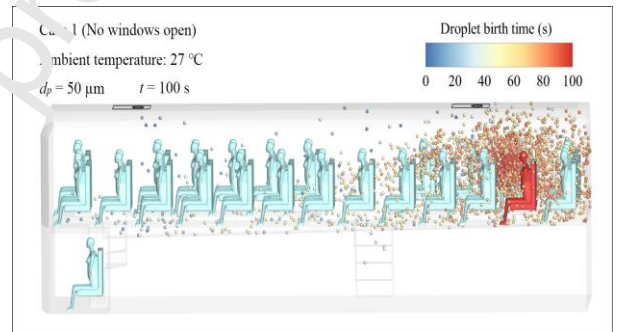 1 (No windows open)
Droplet birth time (s)
mbient temperature: 27 °C
dₚ = 50 μm t = 100 s
0 20 40 60 80 100